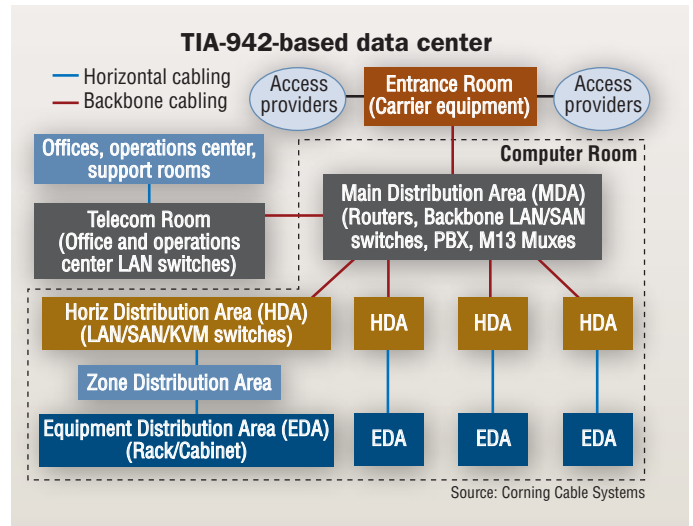 TIA-942-based data center
Horizontal cabling
Backbone cabling
Access
providers
Entrance Room
(Carrier equipment)
Access
providers
Offices, operations center,
support rooms
Computer Room
Telecom Room
(Office and operations
center LAN switches)
Main Distribution Area (MDA)
(Routers, Backbone LAN/SAN
switches, PBX, M13 Muxes
Horiz Distribution Area (HDA)
(LAN/SAN/KVM switches)
HDA
HDA
HDA
Zone Distribution Area
Equipment Distribution Area (EDA)
(Rack/Cabinet)
EDA
EDA
EDA
Source: Corning Cable Systems